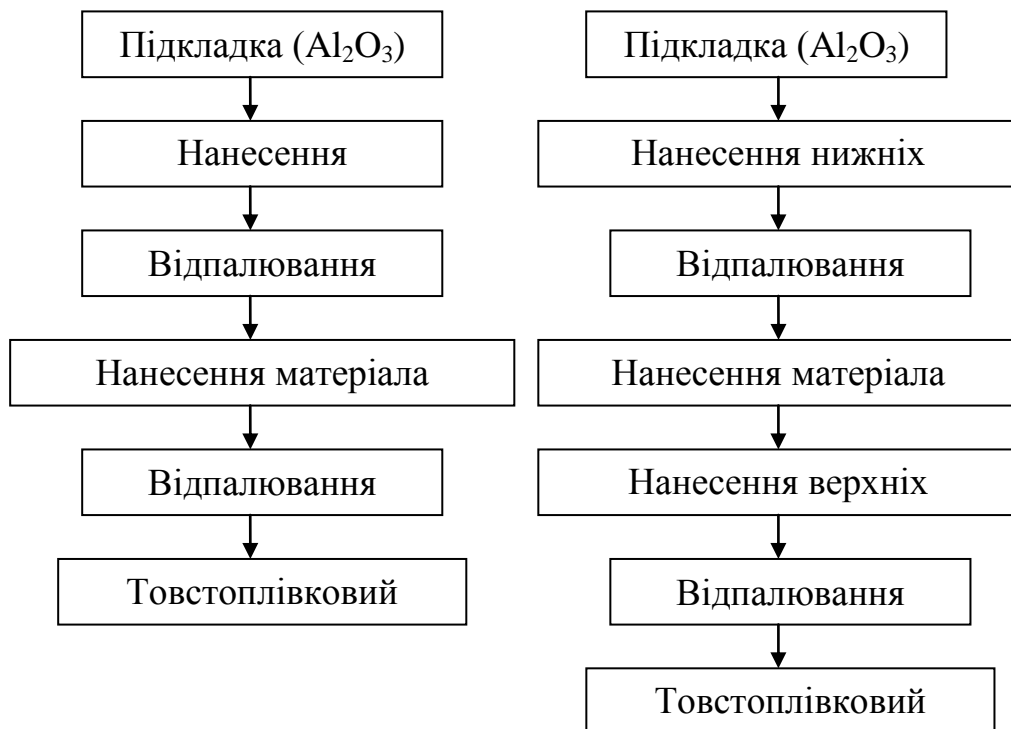 Підкладка (Al₂O₃)
Нанесення
Відпалювання
Нанесення матеріала
Відпалювання
Товстоплівковий
Підкладка (Al₂O₃)
Нанесення нижніх
Відпалювання
Нанесення матеріала
Нанесення верхніх
Відпалювання
Товстоплівковий